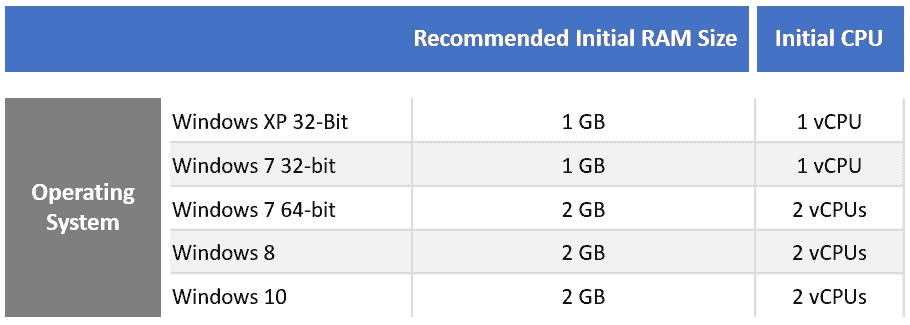 Recommended Initial RAM Size Initial CPU
Operating System
Windows XP 32-Bit 1 GB 1 vCPU
Windows 7 32-bit 1 GB 1 vCPU
Windows 7 64-bit 2 GB 2 vCPUs
Windows 8 2 GB 2 vCPUs
Windows 10 2 GB 2 vCPUs